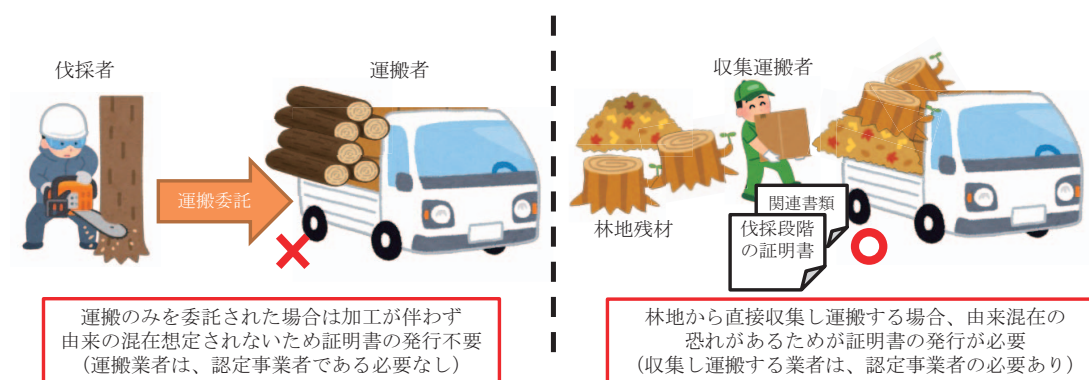 伐採者
運搬者
運搬委託
運搬のみを委託された場合は加工が伴わず
由来の混在想定されないため証明書の発行不要
（運搬業者は、認定事業者である必要なし）
収集運搬者
林地残材
関連書類
伐採段階
の証明書
林地から直接収集し運搬する場合、由来混在の
恐れがあるためが証明書の発行が必要
（収集し運搬する業者は、認定事業者の必要あり）